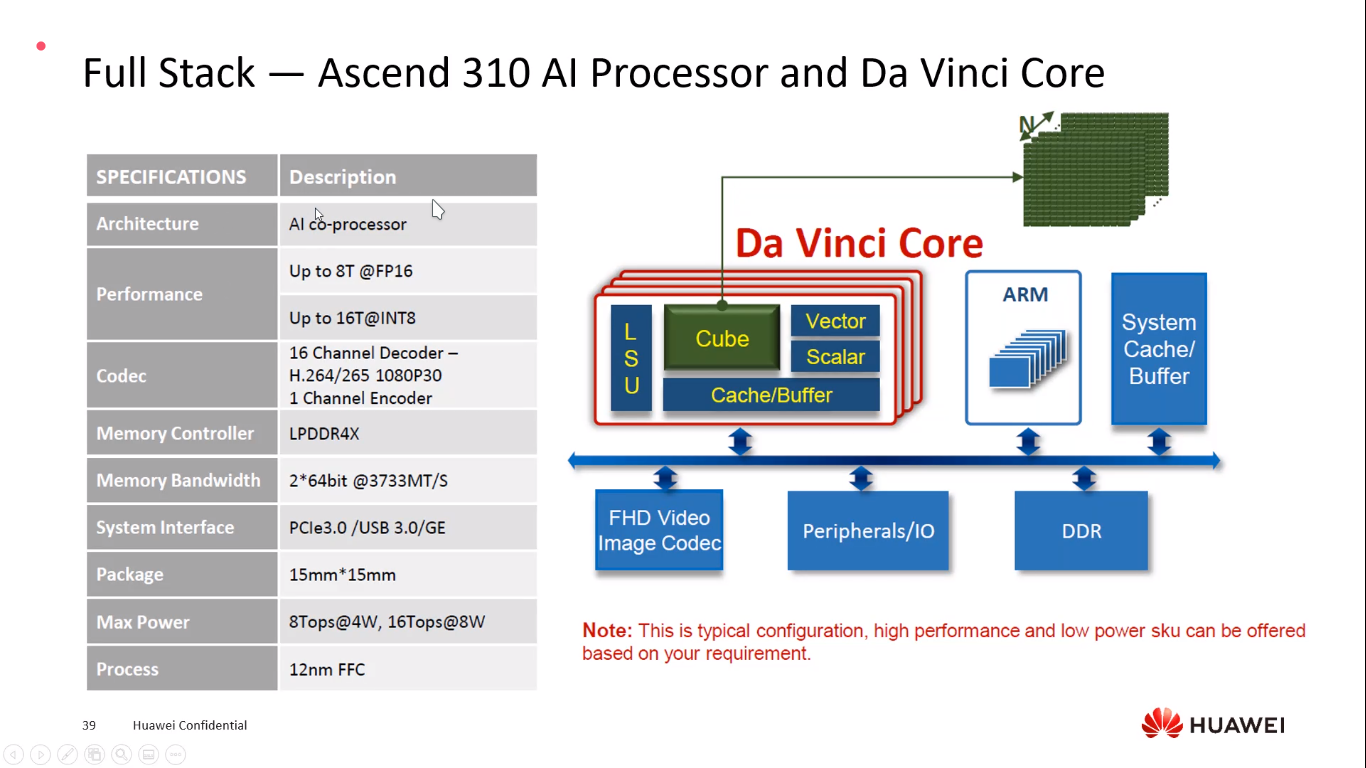 Full Stack — Ascend 310 AI Processor and Da Vinci Core
SPECIFICATIONS Description
Architecture AI co-processor
Performance Up to 8T @FP16
Up to 16T@INT8
Codec 16 Channel Decoder –
H.264/265 1080P30
1 Channel Encoder
Memory Controller LPDDR4X
Memory Bandwidth 2*64bit @3733MT/S
System Interface PCIe3.0 /USB 3.0/GE
Package 15mm*15mm
Max Power 8Tops@4W, 16Tops@8W
Process 12nm FFC
N
Da Vinci Core
L
S
U
Cube
Vector
Scalar
Cache/Buffer
ARM
System
Cache/
Buffer
FHD Video
Image Codec
Peripherals/IO
DDR
Note: This is typical configuration, high performance and low power sku can be offered
based on your requirement.
39 Huawei Confidential
HUAWEI